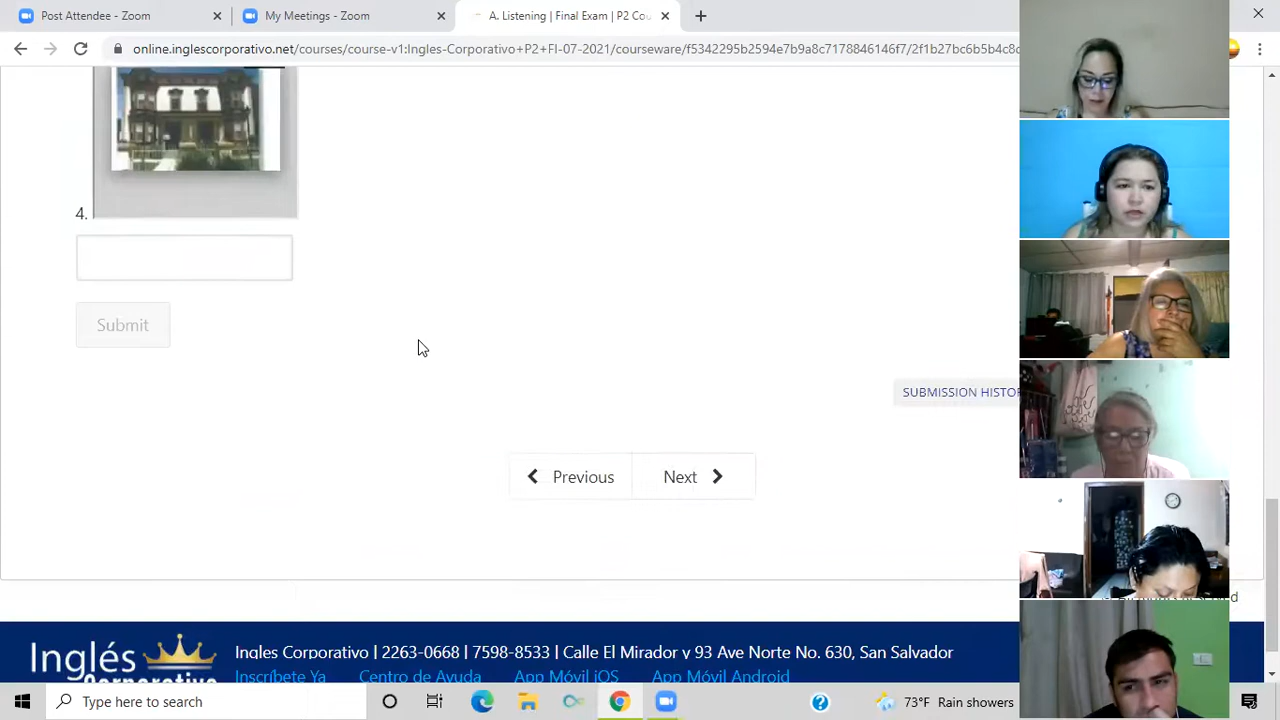 Post Attendee - Zoom
My Meetings - Zoom
A. Listening | Final Exam | P2 Cou
online.inglescorporativo.net/courses/course-v1:Ingles-Corporativo+P2+FI-07-2021/courseware/f5342295b2594e7b9a8c7178846146f7/2f1b27bc6b5b4c8d
4.
Submit
SUBMISSION HISTOR
Previous
Next
Inglés
Corporativo
Ingles Corporativo | 2263-0668 | 7598-8533 | Calle El Mirador y 93 Ave Norte No. 630, San Salvador
Inscríbete Ya
Centro de Ayuda
App Móvil iOS
App Móvil Android
Type here to search
73°F Rain showers